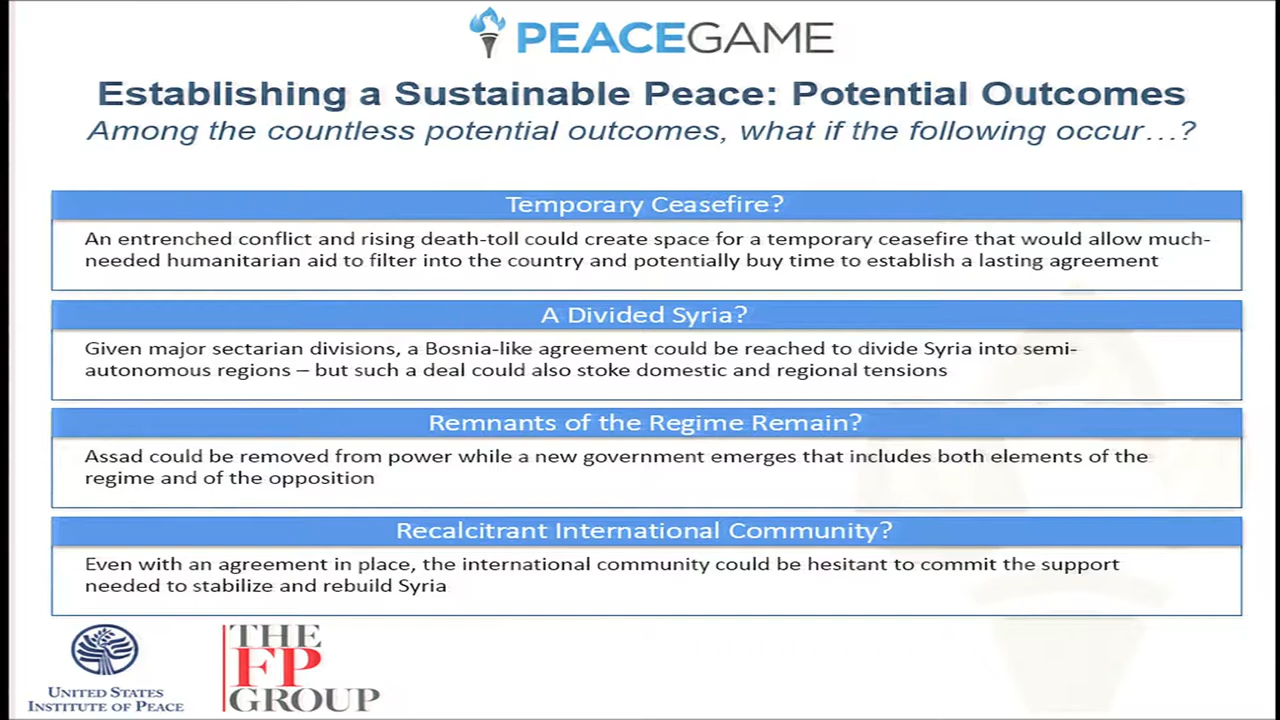 PEACEGAME
Establishing a Sustainable Peace: Potential Outcomes
Among the countless potential outcomes, what if the following occur...?
Temporary Ceasefire?
An entrenched conflict and rising death-toll could create space for a temporary ceasefire that would allow much-
needed humanitarian aid to filter into the country and potentially buy time to establish a lasting agreement
A Divided Syria?
Given major sectarian divisions, a Bosnia-like agreement could be reached to divide Syria into semi-
autonomous regions – but such a deal could also stoke domestic and regional tensions
Remnants of the Regime Remain?
Assad could be removed from power while a new government emerges that includes both elements of the
regime and of the opposition
Recalcitrant International Community?
Even with an agreement in place, the international community could be hesitant to commit the support
needed to stabilize and rebuild Syria
UNITED STATES
INSTITUTE OF PEACE
THE
FP
GROUP